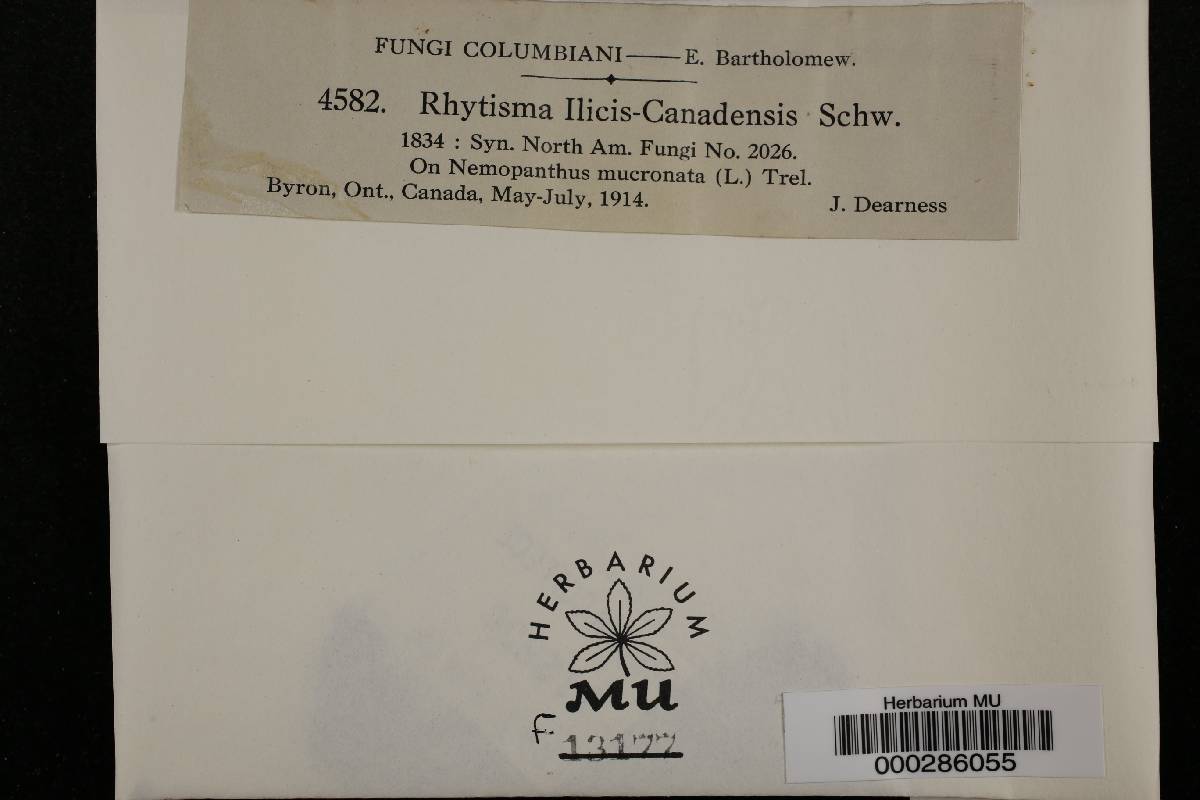 FUNGI COLUMBIANI——E. Bartholomew.
4582. Rhytisma Ilicis-Canadensis Schw.
1834 : Syn. North Am. Fungi No. 2026.
On Nemopanthus mucronata (L.) Trel.
Byron, Ont., Canada, May-July, 1914. J. Dearness
HERBARIUM
MU
f. 13177
Herbarium MU
000286055